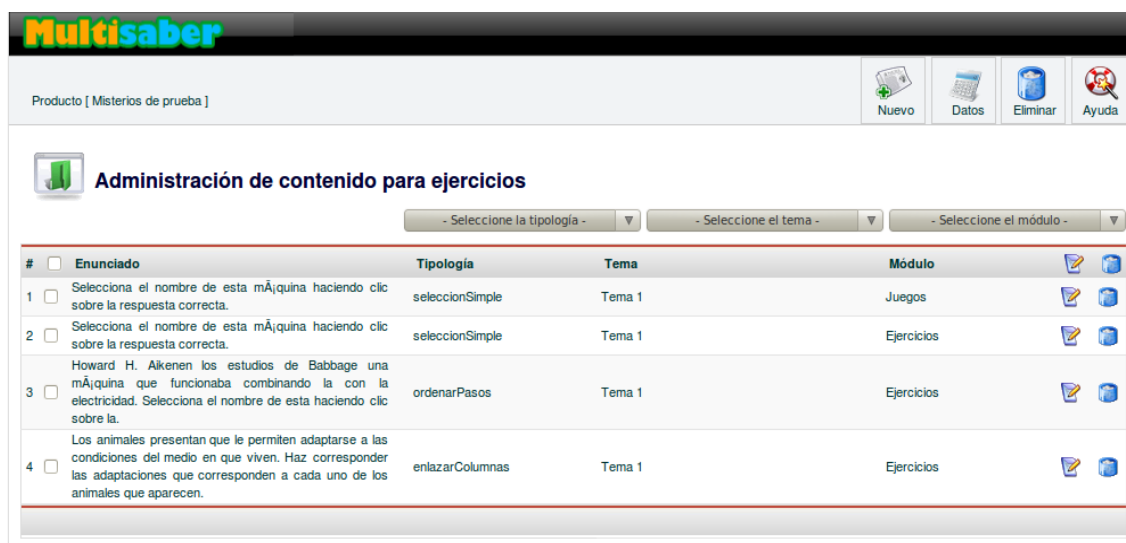 Multisaber
Producto [ Misterios de prueba ]
Nuevo Datos Eliminar Ayuda
Administración de contenido para ejercicios
- Seleccione la tipología - - Seleccione el tema - - Seleccione el módulo -
# Enunciado Tipología Tema Módulo
Selecciona el nombre de esta mÃ¡quina haciendo clic
1 seleccionSimple Tema 1 Juegos
sobre la respuesta correcta.
Selecciona el nombre de esta mÃ¡quina haciendo clic
2 seleccionSimple Tema 1 Ejercicios
sobre la respuesta correcta.
Howard H. Aikenen los estudios de Babbage una
mÃ¡quina que funcionaba combinando la con la
3 ordenarPasos Tema 1 Ejercicios
electricidad. Selecciona el nombre de esta haciendo clic
sobre la.
Los animales presentan que le permiten adaptarse a las
condiciones del medio en que viven. Haz corresponder
4 enlazarColumnas Tema 1 Ejercicios
las adaptaciones que corresponden a cada uno de los
animales que aparecen.